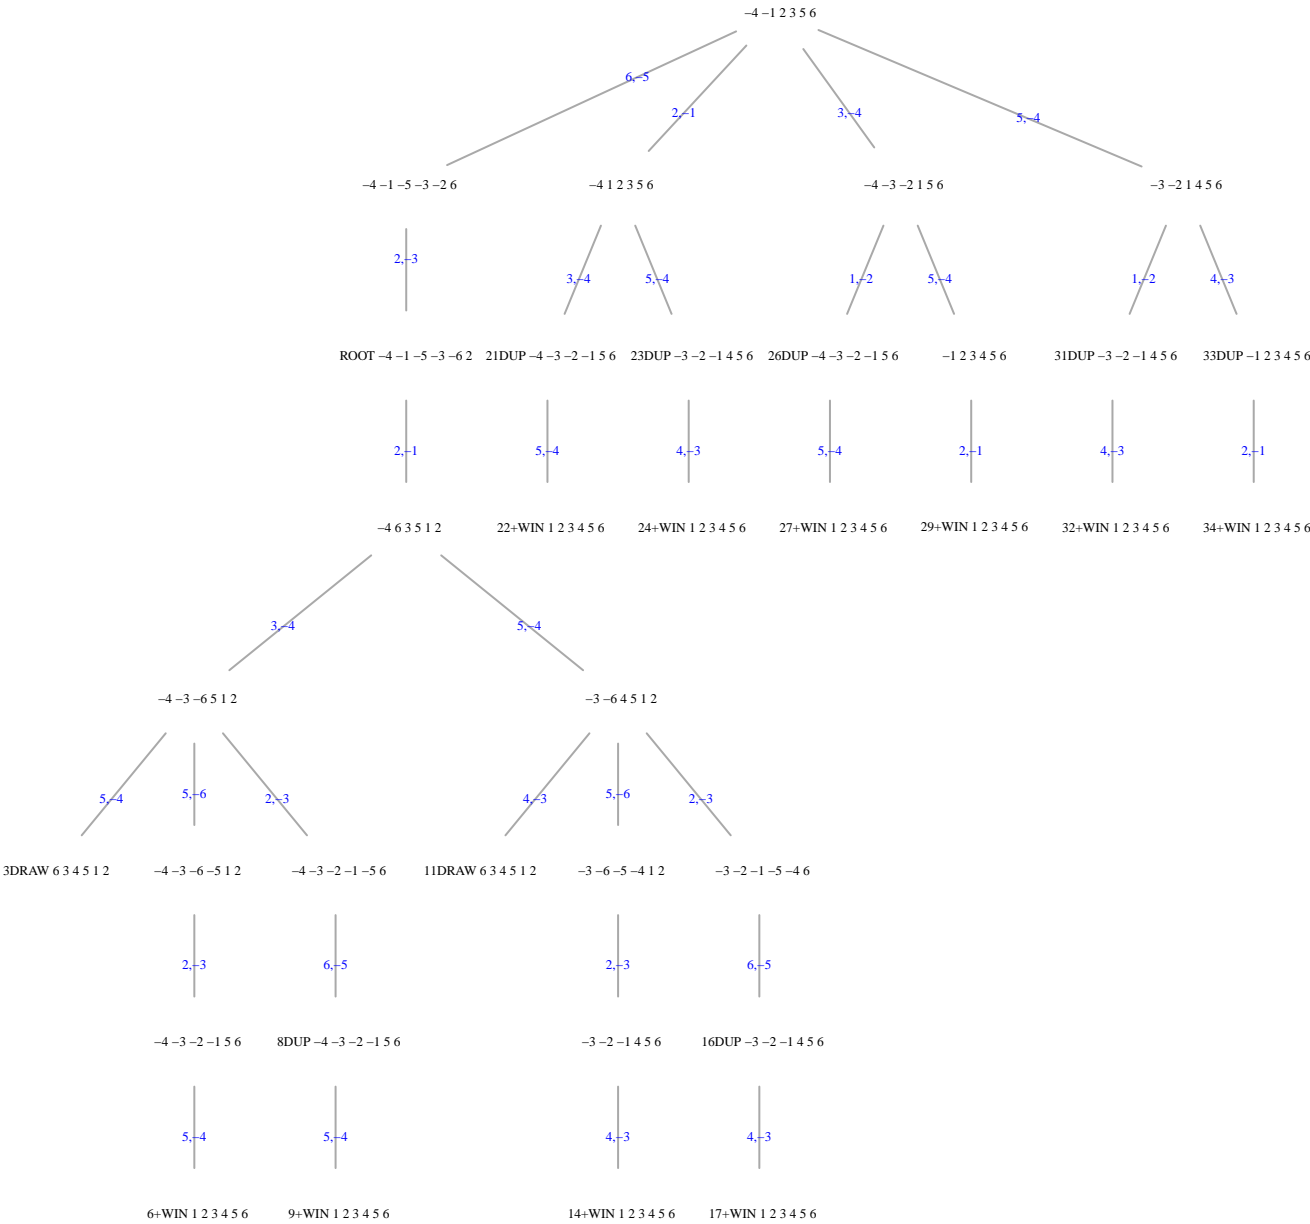 −4 −1 2 3 5 6
6,−5
2,−1
3,−4
5,−4
−4 −1 −5 −3 −2 6
−4 1 2 3 5 6
−4 −3 −2 1 5 6
−3 −2 1 4 5 6
2,−3
3,−4
5,−4
1,−2
5,−4
1,−2
4,−3
ROOT −4 −1 −5 −3 −6 2
21DUP −4 −3 −2 −1 5 6
23DUP −3 −2 −1 4 5 6
26DUP −4 −3 −2 −1 5 6
−1 2 3 4 5 6
31DUP −3 −2 −1 4 5 6
33DUP −1 2 3 4 5 6
2,−1
5,−4
4,−3
5,−4
2,−1
4,−3
2,−1
−4 6 3 5 1 2
22+WIN 1 2 3 4 5 6
24+WIN 1 2 3 4 5 6
27+WIN 1 2 3 4 5 6
29+WIN 1 2 3 4 5 6
32+WIN 1 2 3 4 5 6
34+WIN 1 2 3 4 5 6
3,−4
5,−4
−4 −3 −6 5 1 2
−3 −6 4 5 1 2
5,−4
5,−6
2,−3
4,−3
5,−6
2,−3
3DRAW 6 3 4 5 1 2
−4 −3 −6 −5 1 2
−4 −3 −2 −1 −5 6
11DRAW 6 3 4 5 1 2
−3 −6 −5 −4 1 2
−3 −2 −1 −5 −4 6
2,−3
6,−5
2,−3
6,−5
−4 −3 −2 −1 5 6
8DUP −4 −3 −2 −1 5 6
−3 −2 −1 4 5 6
16DUP −3 −2 −1 4 5 6
5,−4
5,−4
4,−3
4,−3
6+WIN 1 2 3 4 5 6
9+WIN 1 2 3 4 5 6
14+WIN 1 2 3 4 5 6
17+WIN 1 2 3 4 5 6